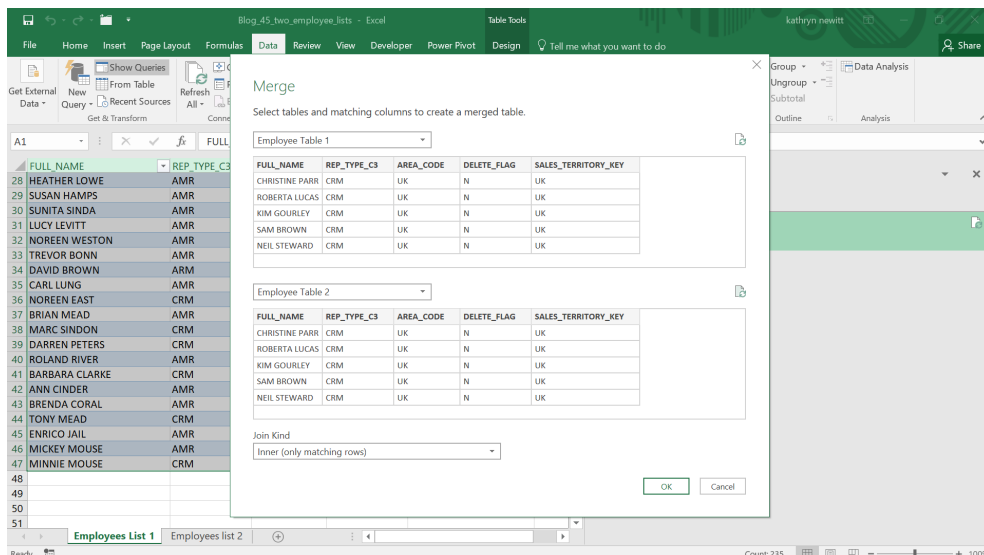 Blog_45_two_employee_lists - Excel
Table Tools
kathryn newitt
File Home Insert Page Layout Formulas Data Review View Developer Power Pivot Design Tell me what you want to do Share
Get External Data
New Query
Show Queries
From Table
Recent Sources
Get & Transform
Refresh All
Conne
Group
Ungroup
Subtotal
Outline
Data Analysis
Analysis
A1 fx FULL
FULL_NAME REP_TYPE_C3
28 HEATHER LOWE AMR
29 SUSAN HAMPS AMR
30 SUNITA SINDA AMR
31 LUCY LEVITT AMR
32 NOREEN WESTON AMR
33 TREVOR BONN AMR
34 DAVID BROWN ARM
35 CARL LUNG AMR
36 NOREEN EAST CRM
37 BRIAN MEAD AMR
38 MARC SINDON CRM
39 DARREN PETERS CRM
40 ROLAND RIVER AMR
41 BARBARA CLARKE CRM
42 ANN CINDER AMR
43 BRENDA CORAL AMR
44 TONY MEAD CRM
45 ENRICO JAIL AMR
46 MICKEY MOUSE AMR
47 MINNIE MOUSE CRM
48
49
50
51
Merge
Select tables and matching columns to create a merged table.
Employee Table 1
FULL_NAME REP_TYPE_C3 AREA_CODE DELETE_FLAG SALES_TERRITORY_KEY
CHRISTINE PARR CRM UK N UK
ROBERTA LUCAS CRM UK N UK
KIM GOURLEY CRM UK N UK
SAM BROWN CRM UK N UK
NEIL STEWARD CRM UK N UK
Employee Table 2
FULL_NAME REP_TYPE_C3 AREA_CODE DELETE_FLAG SALES_TERRITORY_KEY
CHRISTINE PARR CRM UK N UK
ROBERTA LUCAS CRM UK N UK
KIM GOURLEY CRM UK N UK
SAM BROWN CRM UK N UK
NEIL STEWARD CRM UK N UK
Join Kind
Inner (only matching rows)
OK Cancel
Employees List 1 Employees list 2
Ready Count: 235